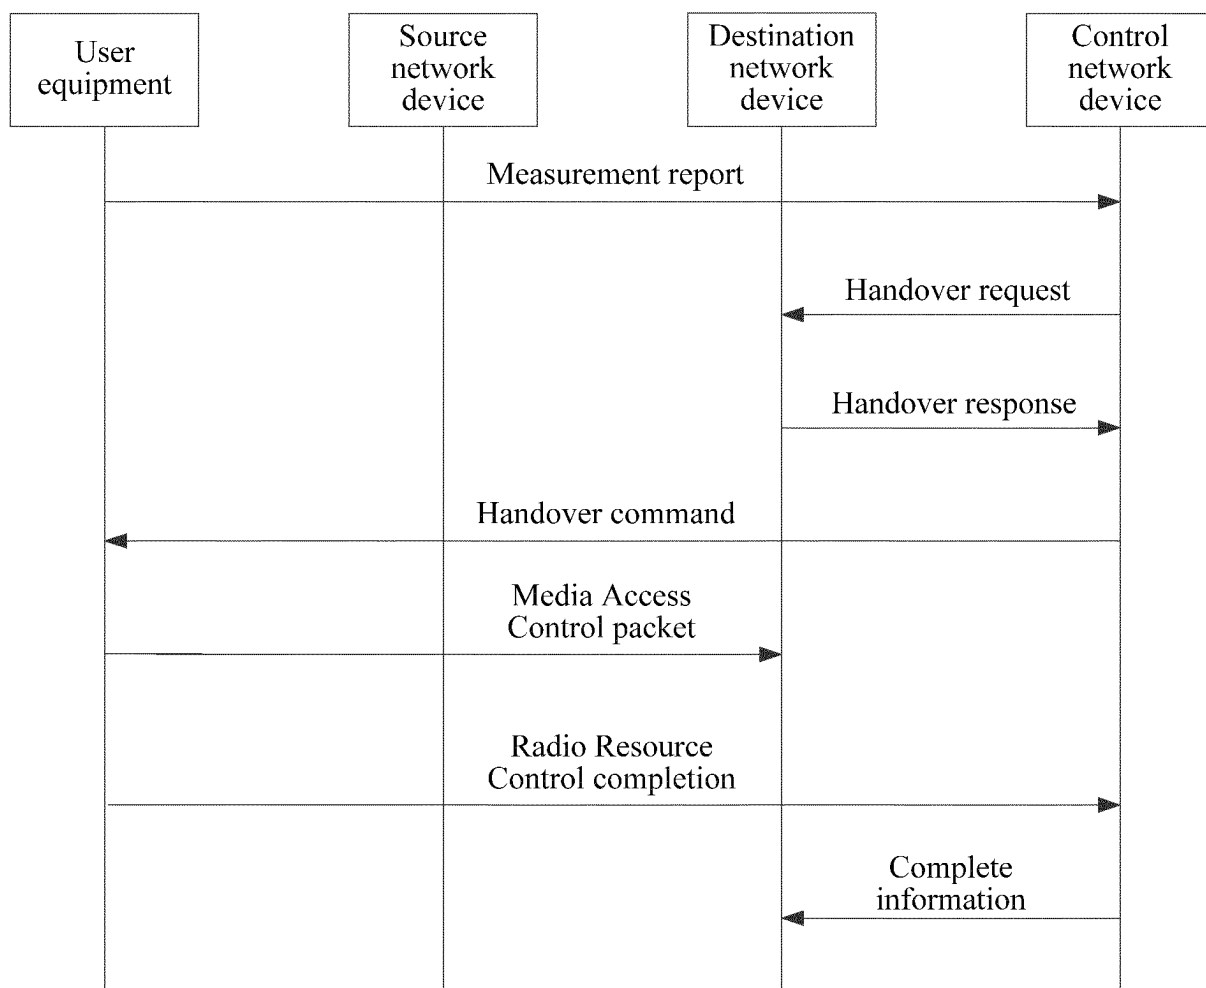 User
equipment
Source
network
device
Destination
network
device
Control
network
device
Measurement report
Handover request
Handover response
Handover command
Media Access
Control packet
Radio Resource
Control completion
Complete
information